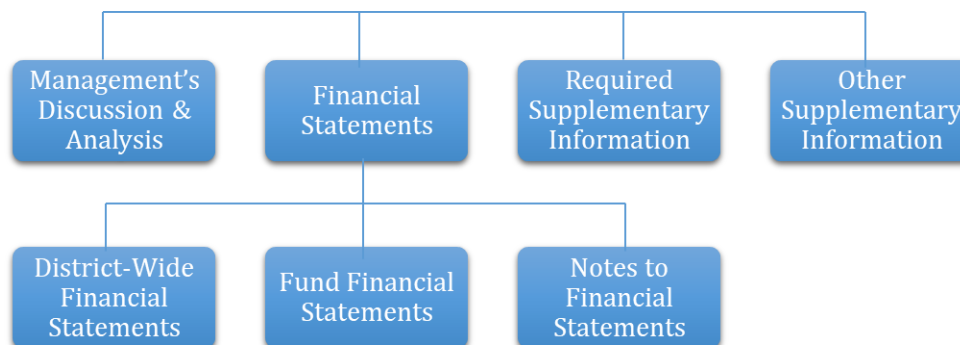 Management’s
Discussion &
Analysis
Financial
Statements
Required
Supplementary
Information
Other
Supplementary
Information
District-Wide
Financial
Statements
Fund Financial
Statements
Notes to
Financial
Statements